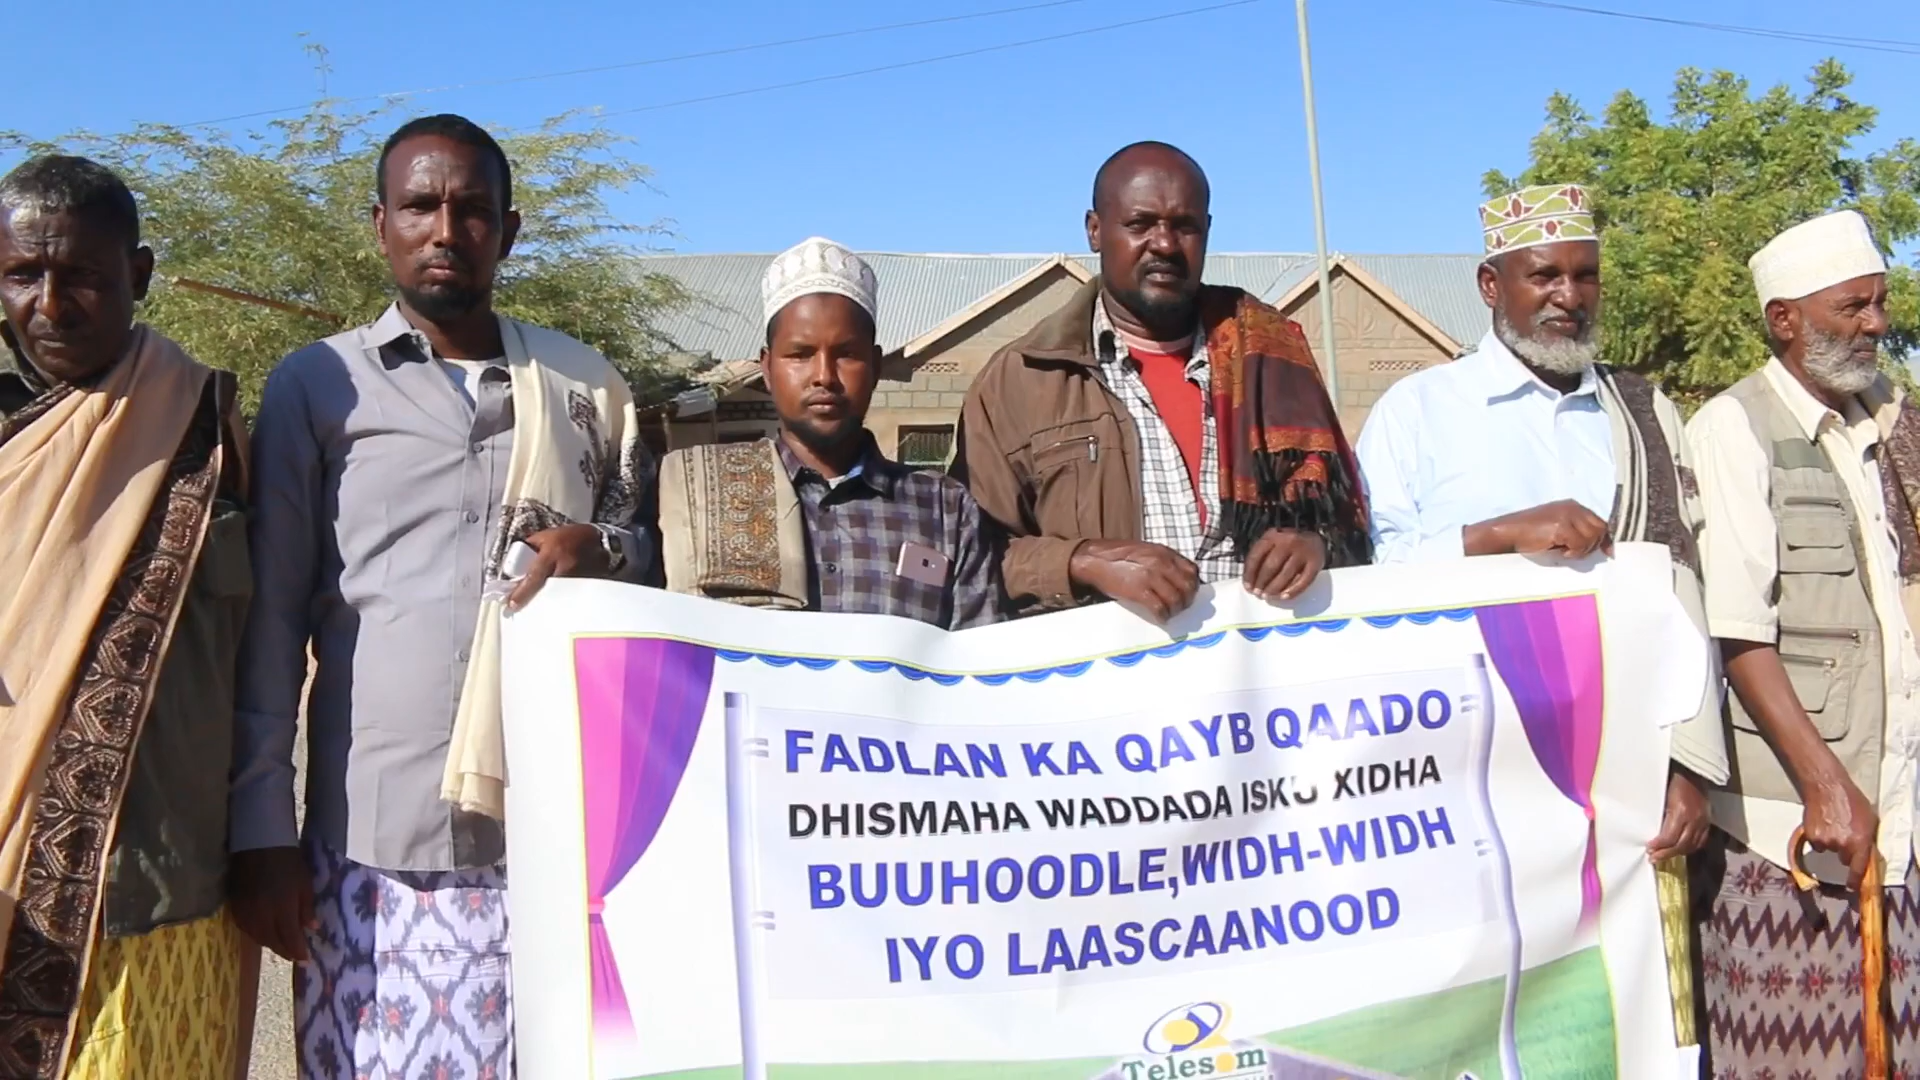 FADLAN KA QAYB QAADO
DHISMAHA WADDADA ISKU XIDHA
BUUHOODLE,WIDH-WIDH
IYO LAASCAANOOD
Telesom